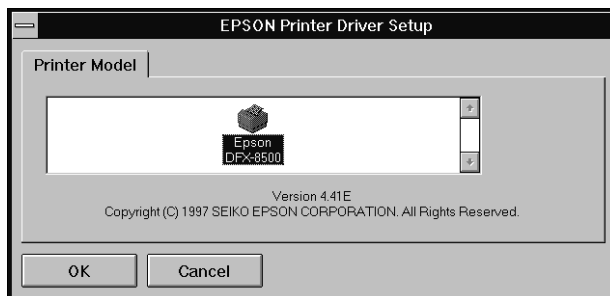 EPSON Printer Driver Setup
Printer Model
Epson
DFX-8500
Version 4.41E
Copyright (C) 1997 SEIKO EPSON CORPORATION. All Rights Reserved.
OK Cancel